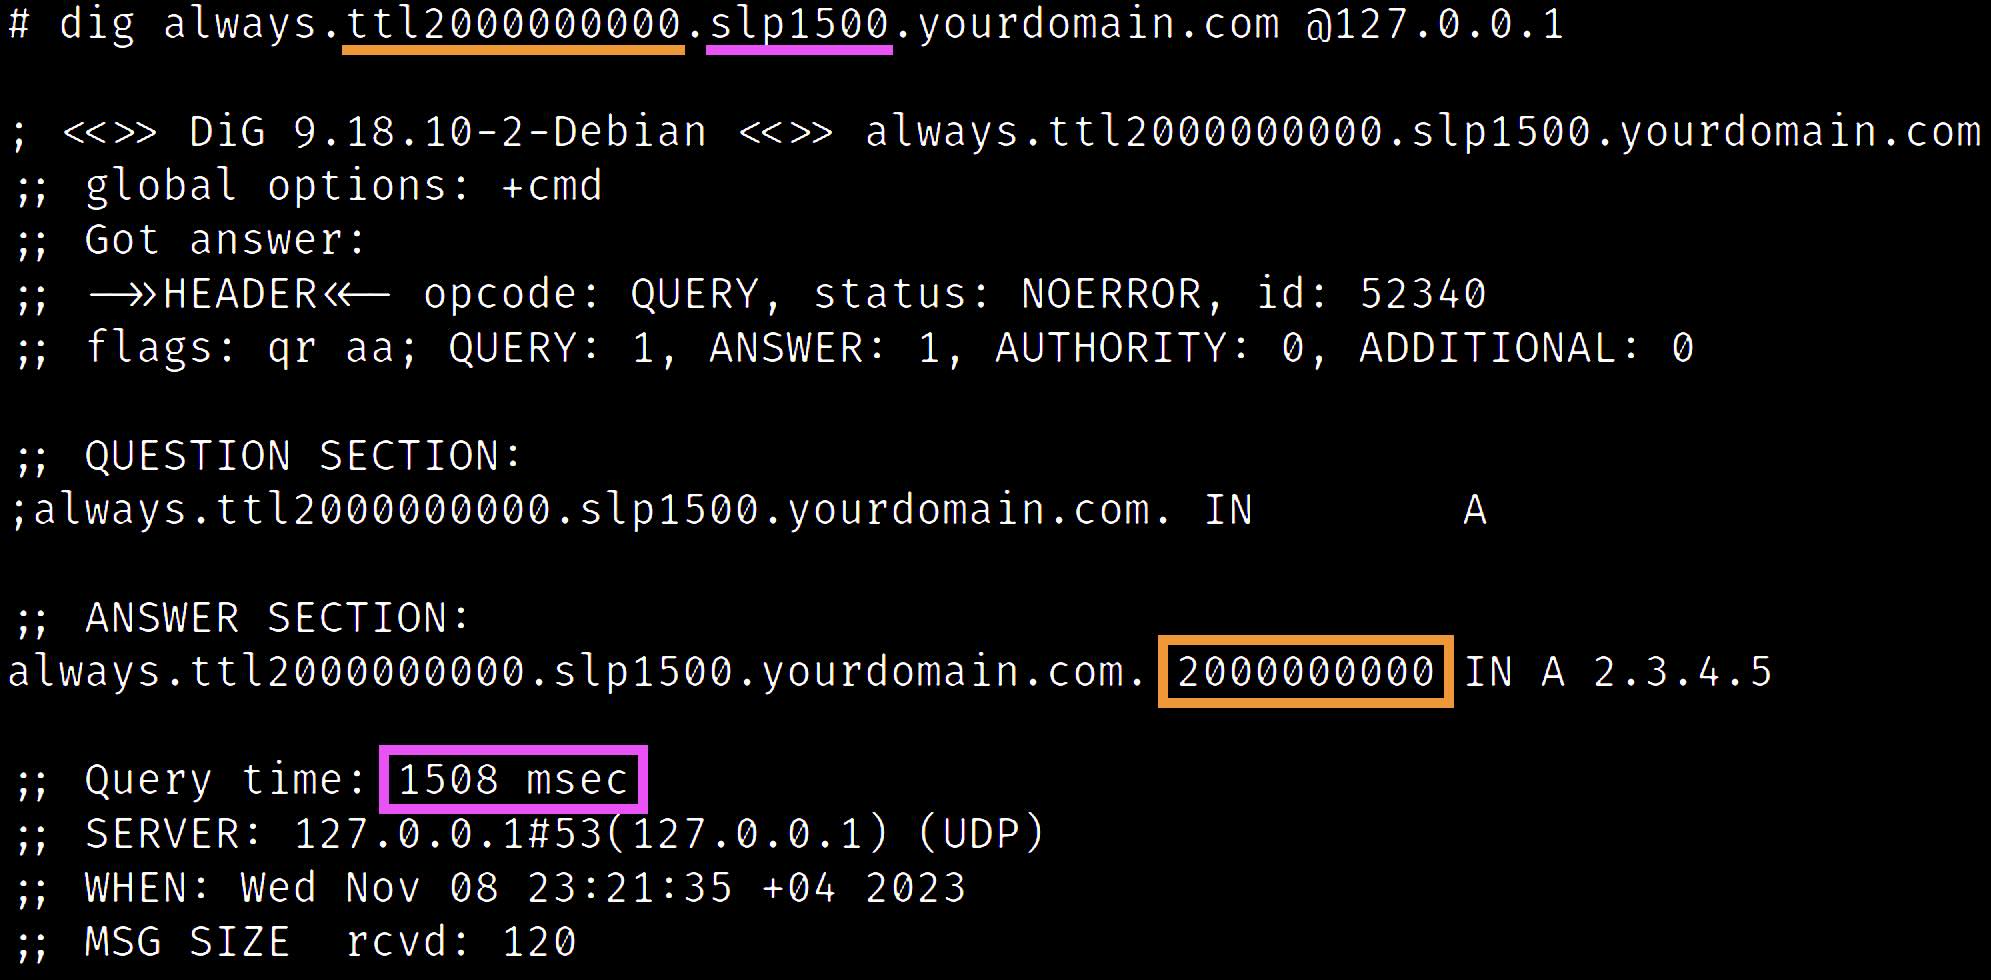 # dig always.ttl2000000000.slp1500.yourdomain.com @127.0.0.1
; <<>> DiG 9.18.10-2-Debian <<>> always.ttl2000000000.slp1500.yourdomain.com
;; global options: +cmd
;; Got answer:
;; ->>HEADER<<- opcode: QUERY, status: NOERROR, id: 52340
;; flags: qr aa; QUERY: 1, ANSWER: 1, AUTHORITY: 0, ADDITIONAL: 0
;; QUESTION SECTION:
;always.ttl2000000000.slp1500.yourdomain.com. IN A
;; ANSWER SECTION:
always.ttl2000000000.slp1500.yourdomain.com. 2000000000 IN A 2.3.4.5
;; Query time: 1508 msec
;; SERVER: 127.0.0.1#53(127.0.0.1) (UDP)
;; WHEN: Wed Nov 08 23:21:35 +04 2023
;; MSG SIZE rcvd: 120